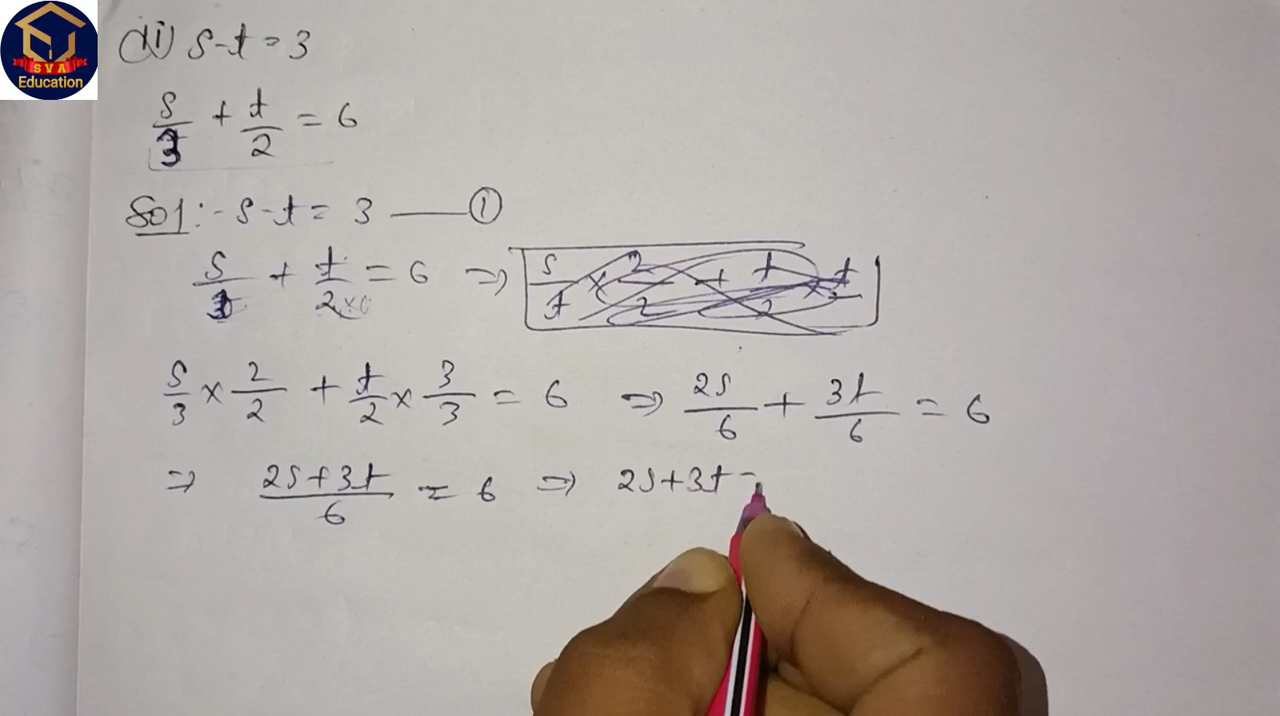 SVA
Education
(ii) s-t = 3
s/3 + t/2 = 6
Sol:- s-t = 3 —— ①
s/3 + t/2 = 6 ⇒
s/3 × 2/2 + t/2 × 3/3 = 6 ⇒ 2s/6 + 3t/6 = 6
⇒ 2s+3t/6 = 6 ⇒ 2s+3t =